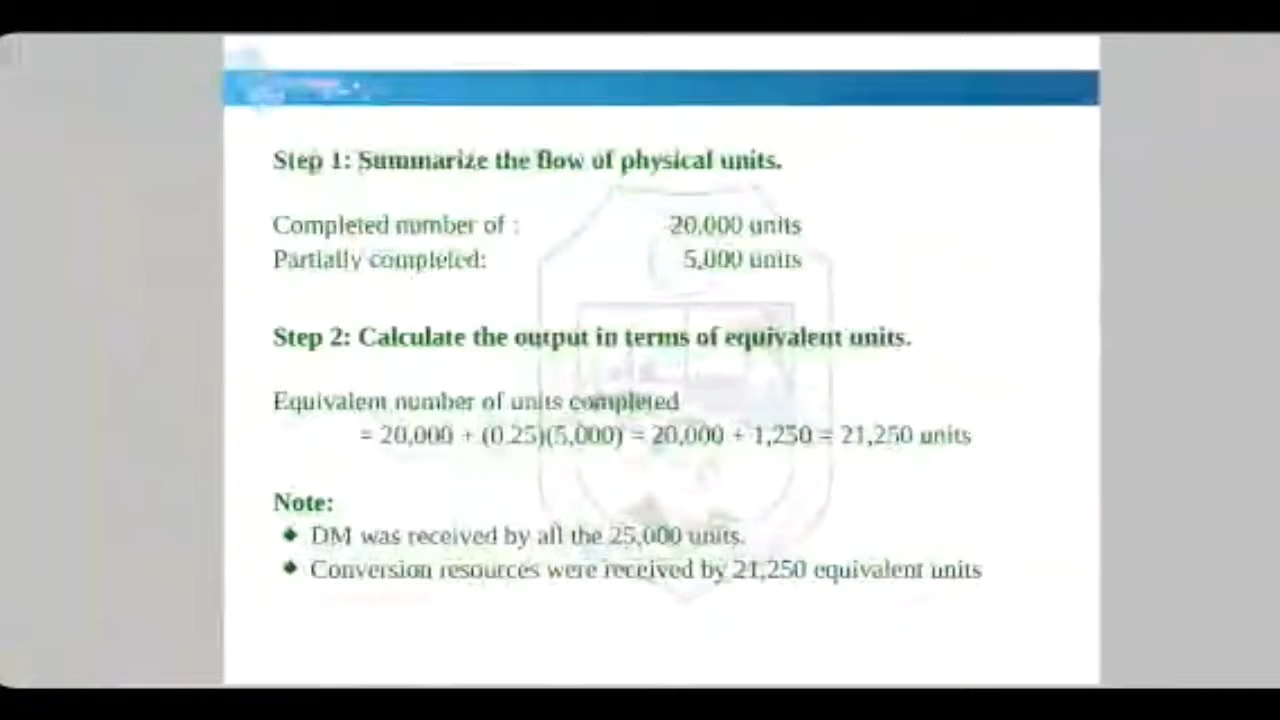 Step 1: Summarize the flow of physical units.
Completed number of : 20,000 units
Partially completed: 5,000 units
Step 2: Calculate the output in terms of equivalent units.
Equivalent number of units completed
= 20,000 + (0.25)(5,000) = 20,000 + 1,250 = 21,250 units
Note:
◆ DM was received by all the 25,000 units.
◆ Conversion resources were received by 21,250 equivalent units